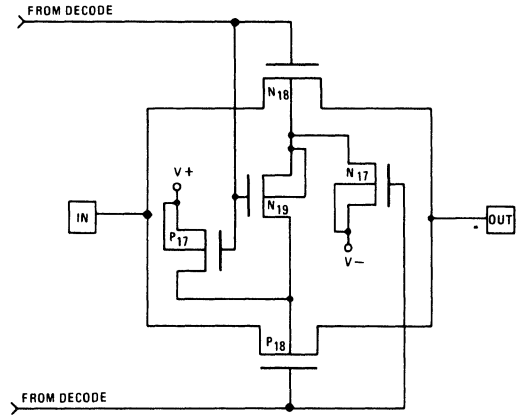 FROM DECODE
N18
V+
N17
IN
N19
P17
OUT
V-
P18
FROM DECODE